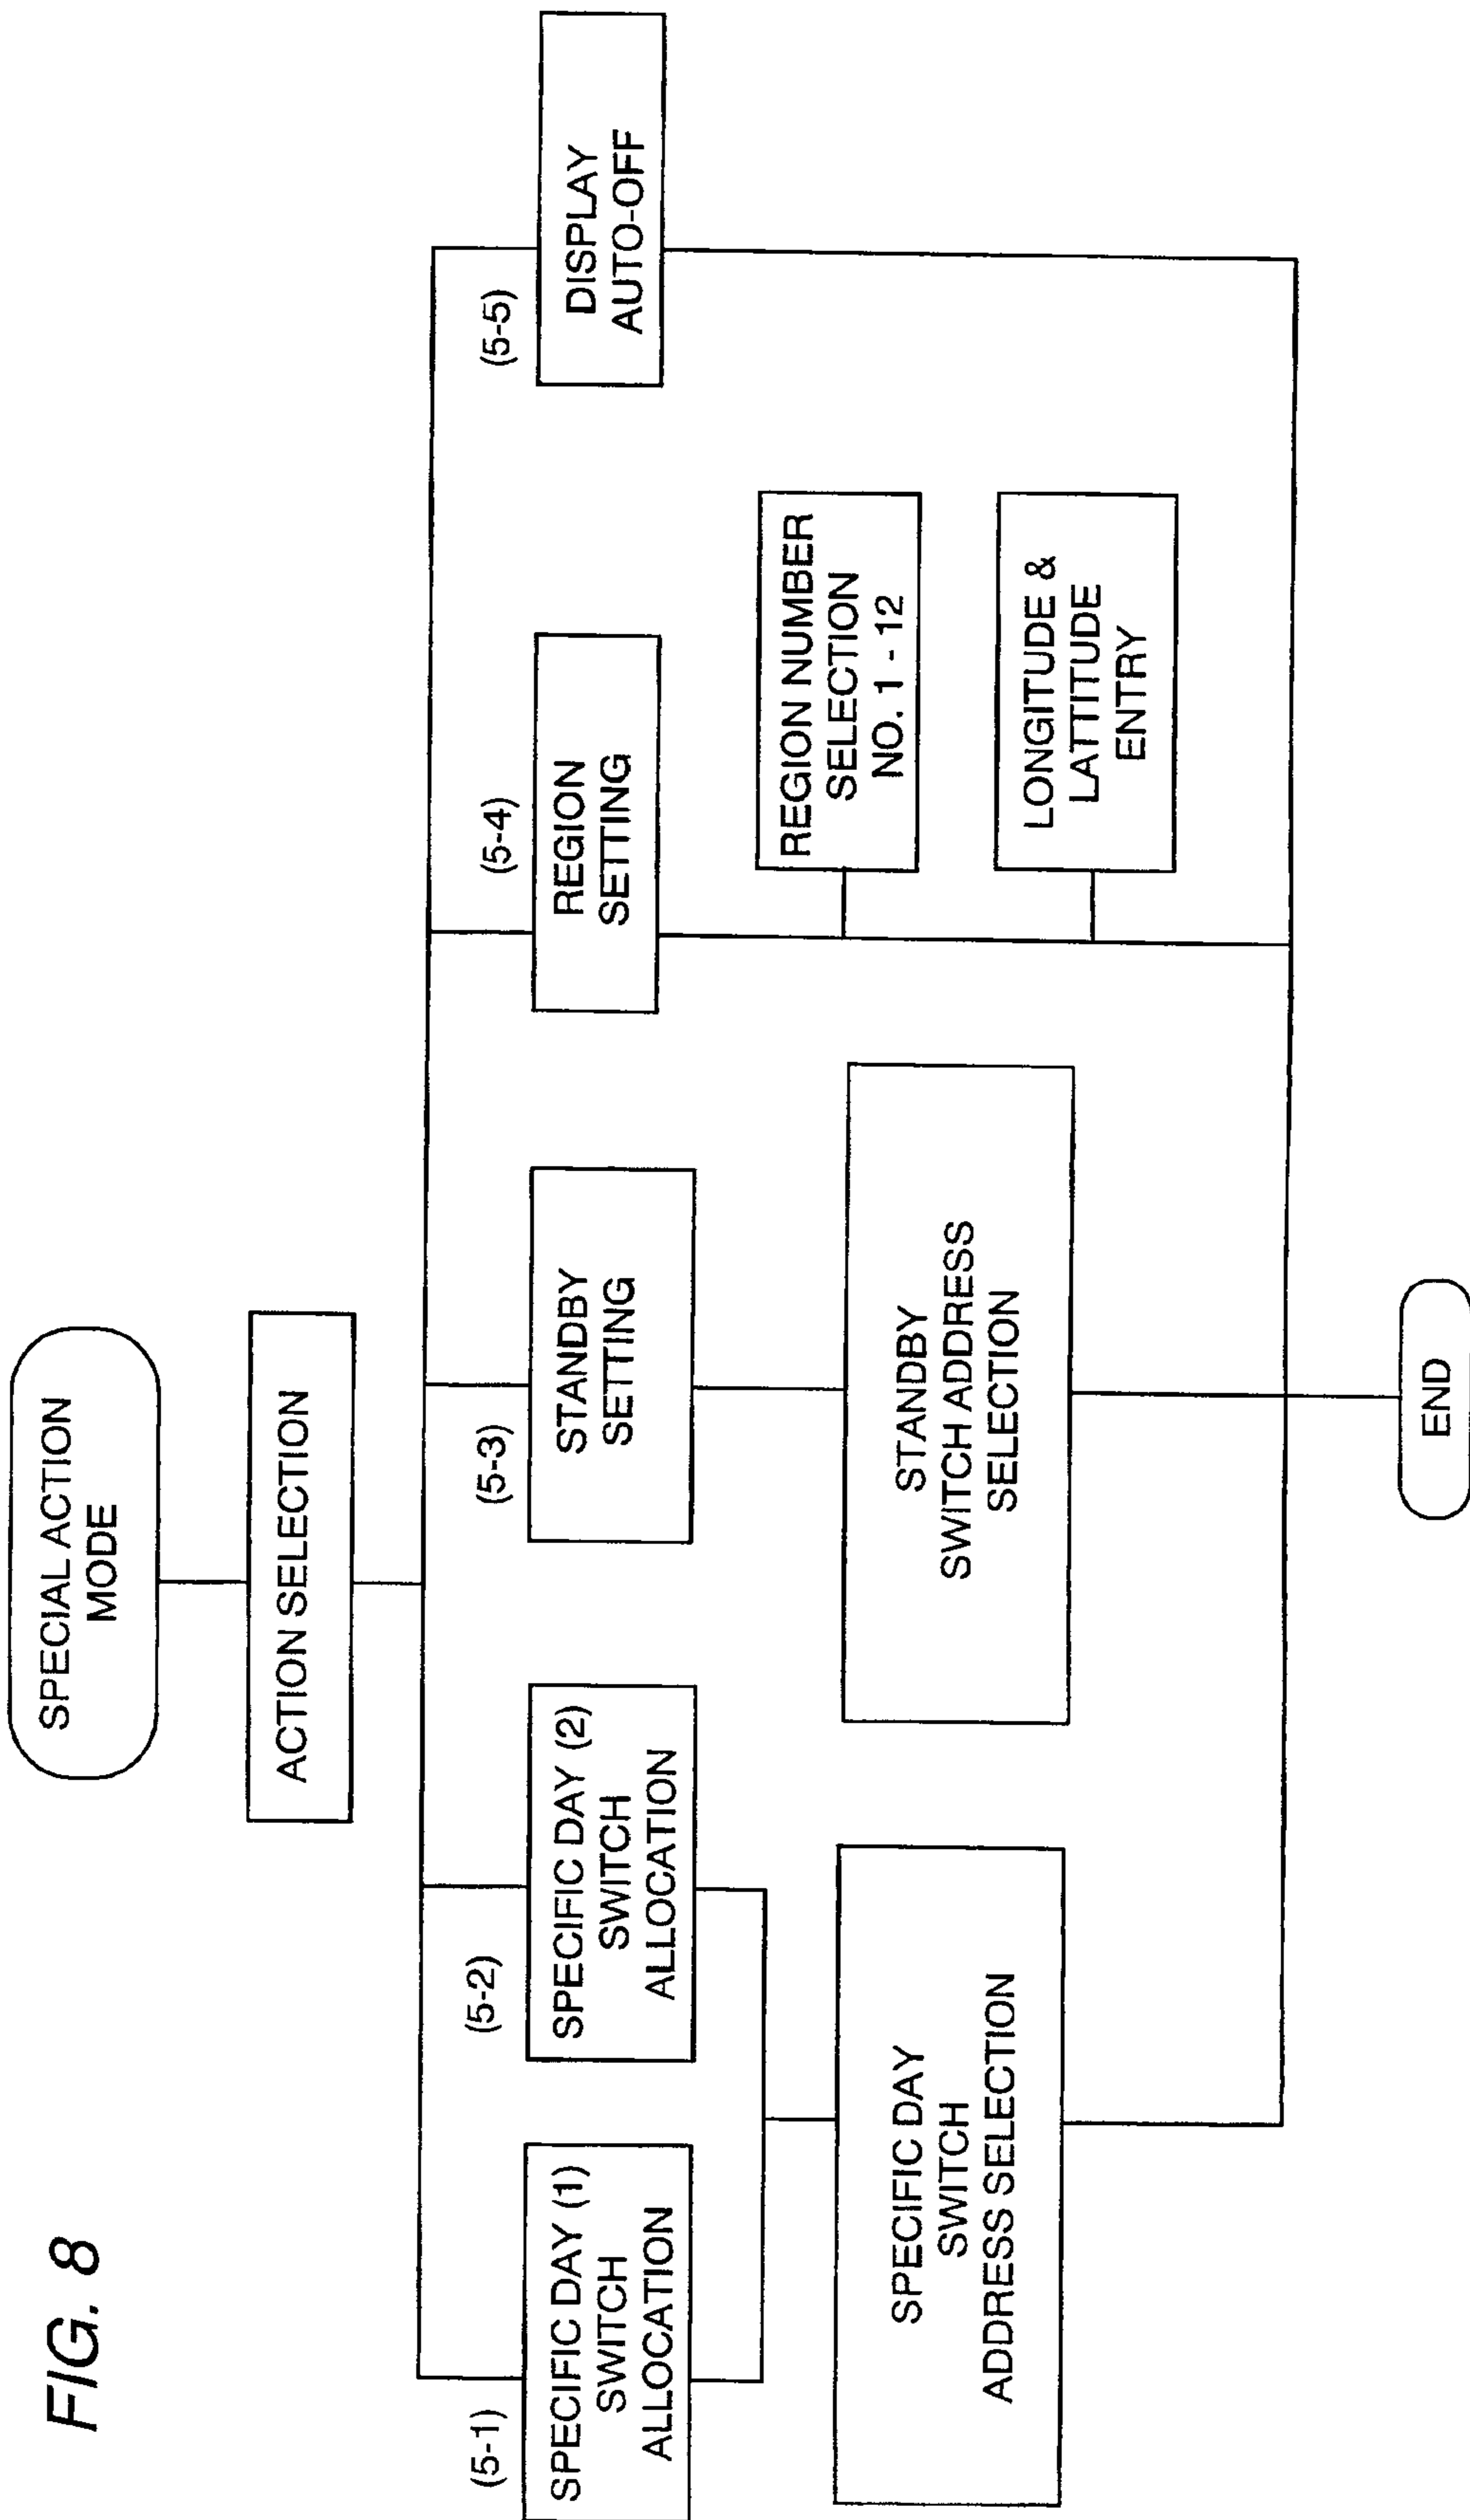 FIG. 8
SPECIAL ACTION
MODE
ACTION SELECTION
(5-1)
SPECIFIC DAY (1)
SWITCH
ALLOCATION
(5-2)
SPECIFIC DAY (2)
SWITCH
ALLOCATION
(5-3)
STANDBY
SETTING
(5-4)
REGION
SETTING
(5-5)
DISPLAY
AUTO-OFF
SPECIFIC DAY
SWITCH
ADDRESS SELECTION
STANDBY
SWITCH ADDRESS
SELECTION
REGION NUMBER
SELECTION
NO. 1 - 12
LONGITUDE &
LATTITUDE
ENTRY
END